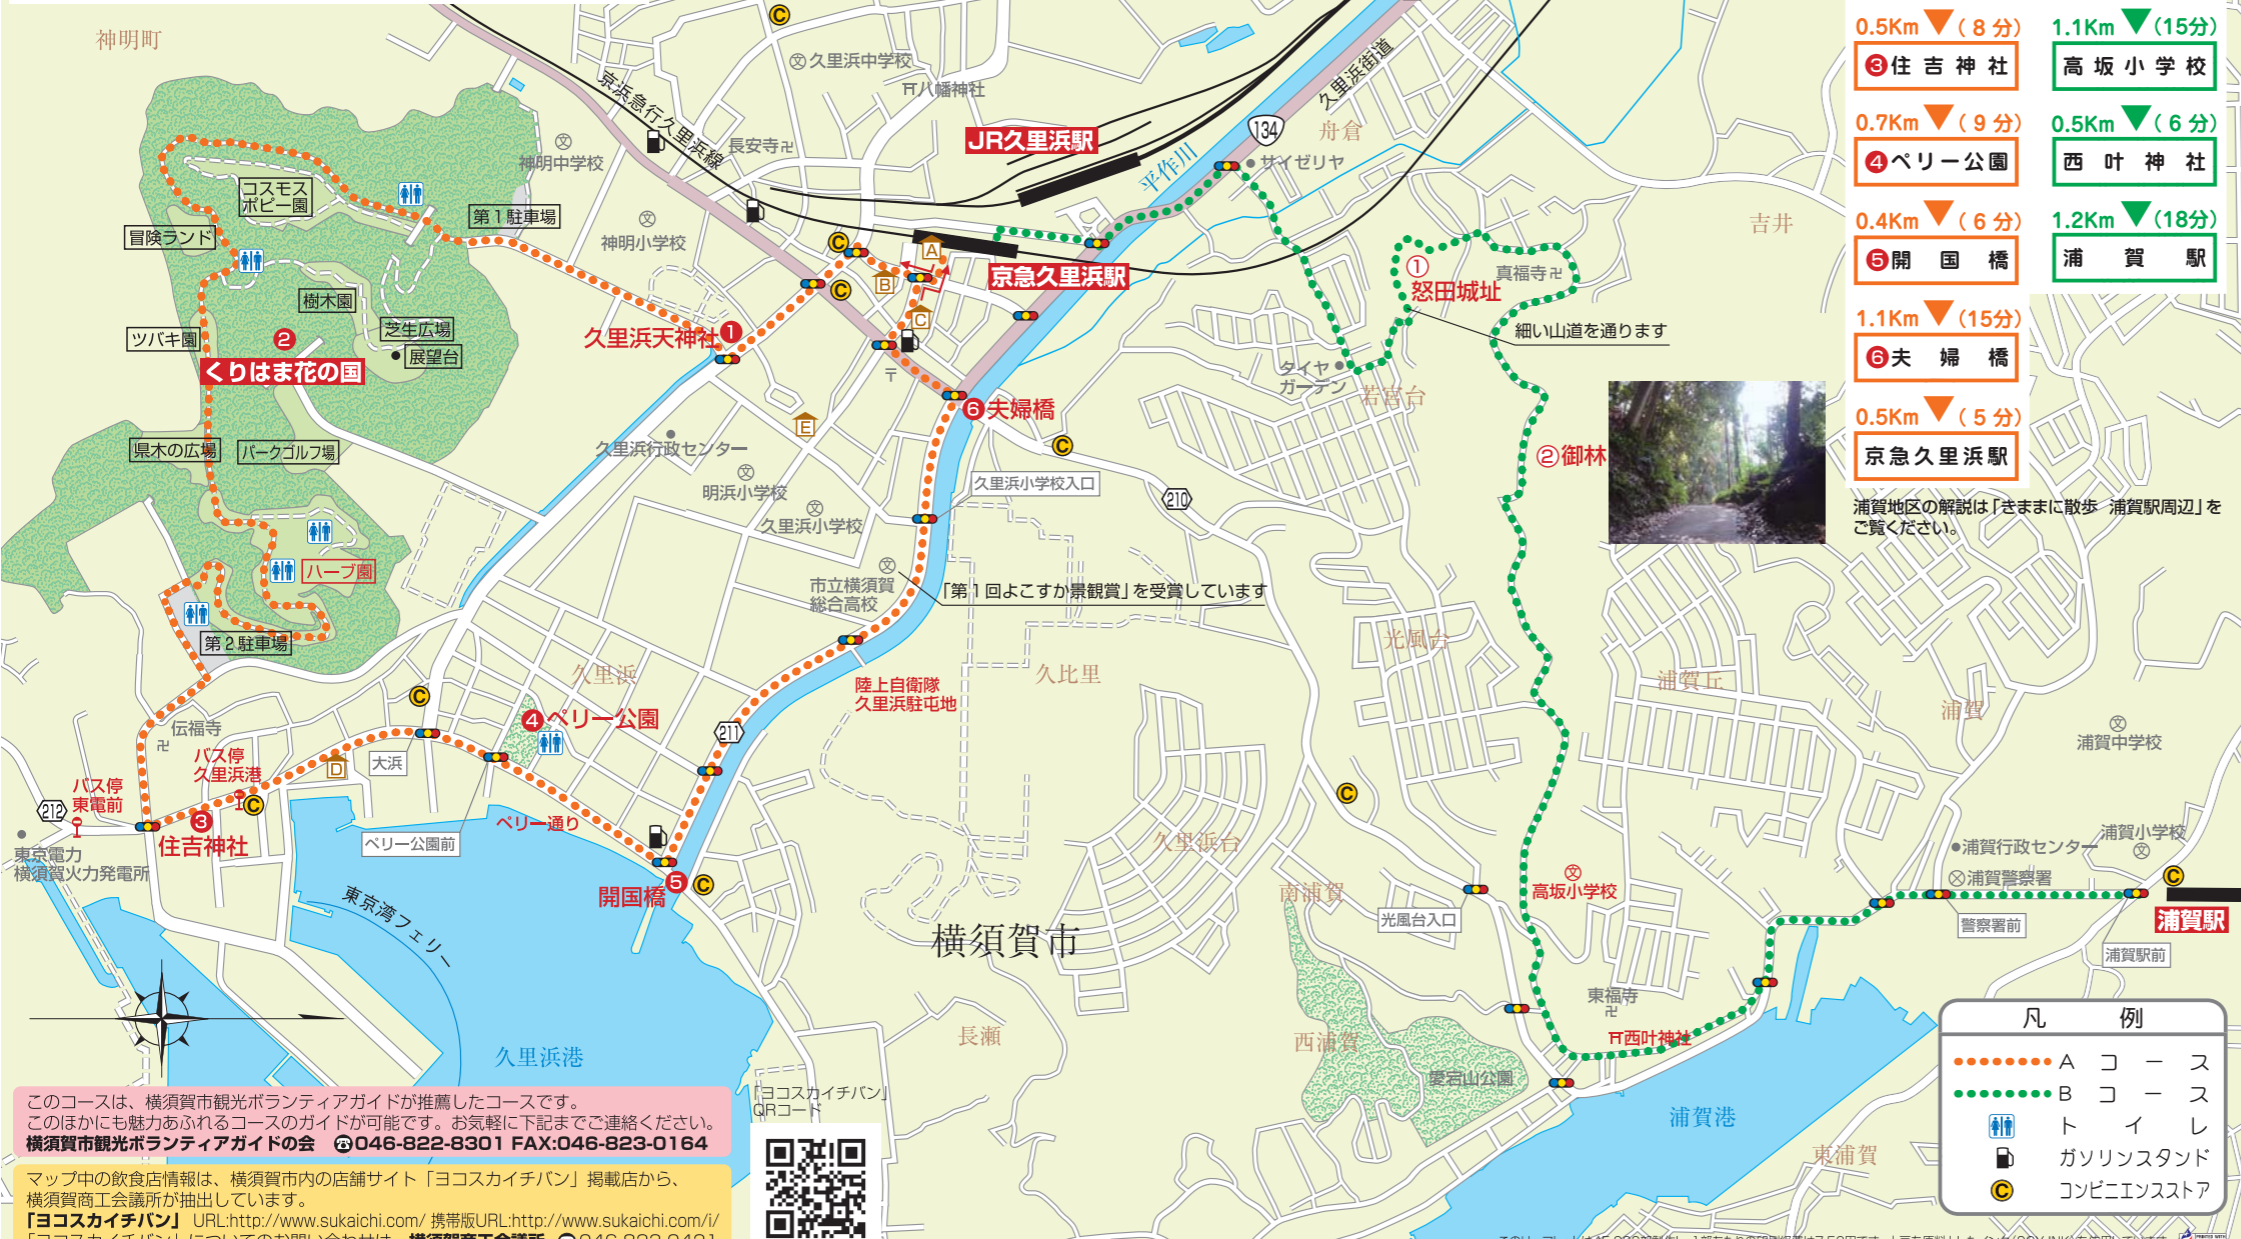 神明町
久里浜中学校
八幡神社
京浜急行久里浜線
長安寺
神明中学校
JR久里浜駅
平作川
134
久里浜街道
舟倉
サイゼリヤ
吉井
コスモス
ポピー園
第1駐車場
冒険ランド
神明小学校
A
B
C
京急久里浜駅
①
怒田城址
真福寺
細い山道を通ります
樹木園
芝生広場
展望台
ツバキ園
②
くりはま花の国
久里浜天神社 ①
タイヤ
ガーデン
若宮台
⑥夫婦橋
県木の広場
パークゴルフ場
久里浜行政センター
E
明浜小学校
久里浜小学校
久里浜小学校入口
210
②御林
ハーブ園
第2駐車場
市立横須賀
総合高校
「第1回よこすか景観賞」を受賞しています
久里浜
陸上自衛隊
久里浜駐屯地
久比里
光風台
浦賀丘
浦賀
浦賀中学校
伝福寺
バス停
久里浜港
バス停
東電前
212
③
住吉神社
D
大浜
④ペリー公園
211
ペリー公園前
ペリー通り
開国橋 ⑤
東京電力
横須賀火力発電所
東京湾フェリー
久里浜港
横須賀市
久里浜台
長瀬
南浦賀
光風台入口
西浦賀
愛宕山公園
高坂小学校
東福寺
西叶神社
浦賀港
東浦賀
浦賀行政センター
浦賀小学校
浦賀警察署
警察署前
浦賀駅
浦賀駅前
0.5Km ▼ (8分)
③住吉神社
0.7Km ▼ (9分)
④ペリー公園
0.4Km ▼ (6分)
⑤開国橋
1.1Km ▼ (15分)
⑥夫婦橋
0.5Km ▼ (5分)
京急久里浜駅
1.1Km ▼ (15分)
高坂小学校
0.5Km ▼ (6分)
西叶神社
1.2Km ▼ (18分)
浦賀駅
浦賀地区の解説は「きままに散歩 浦賀駅周辺」を
ご覧ください。
凡例
Aコース
Bコース
トイレ
ガソリンスタンド
コンビニエンスストア
このコースは、横須賀市観光ボランティアガイドが推薦したコースです。
このほかにも魅力あふれるコースのガイドが可能です。お気軽に下記までご連絡ください。
横須賀市観光ボランティアガイドの会 ☎046-822-8301 FAX:046-823-0164
マップ中の飲食店情報は、横須賀市内の店舗サイト「ヨコスカイチバン」掲載店から、
横須賀商工会議所が抽出しています。
「ヨコスカイチバン」 URL:http://www.sukaichi.com/ 携帯版URL:http://www.sukaichi.com/i/
「ヨコスカイチバン」
QRコード